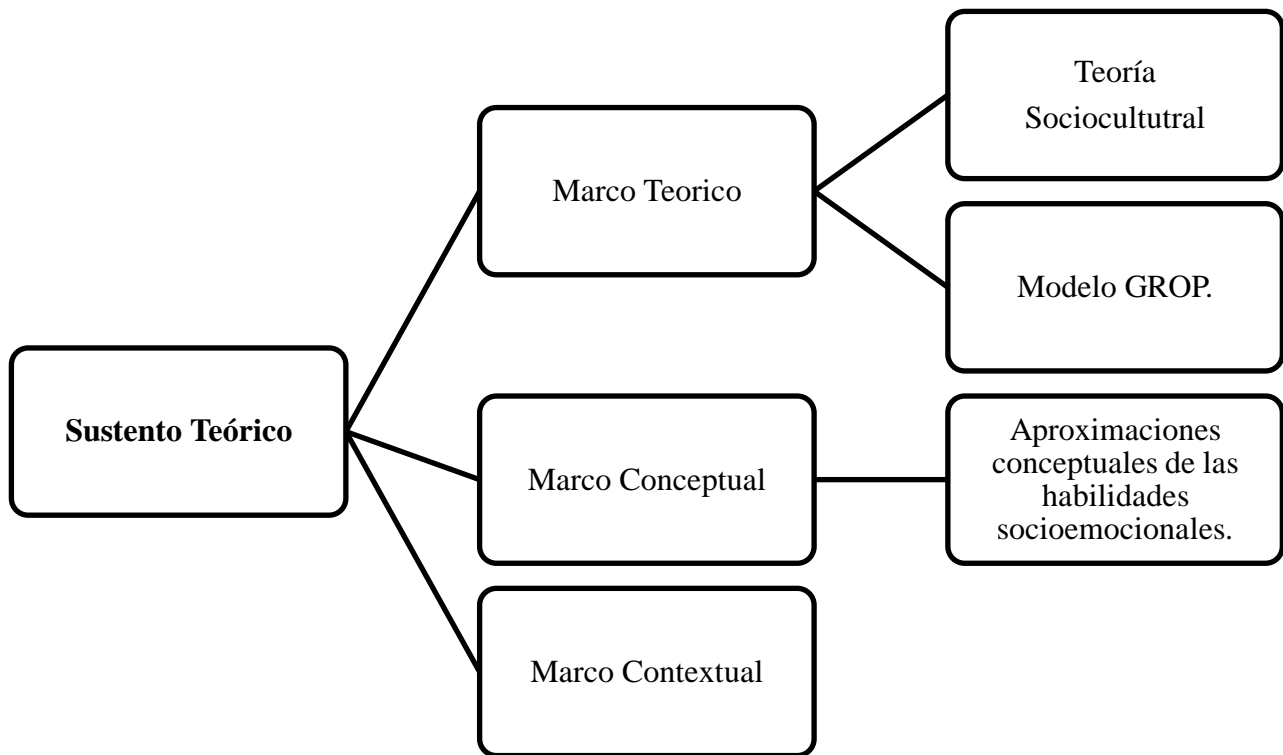 Sustento Teórico
Marco Teorico
Teoría
Sociocultutral
Modelo GROP.
Marco Conceptual
Aproximaciones
conceptuales de las
habilidades
socioemocionales.
Marco Contextual